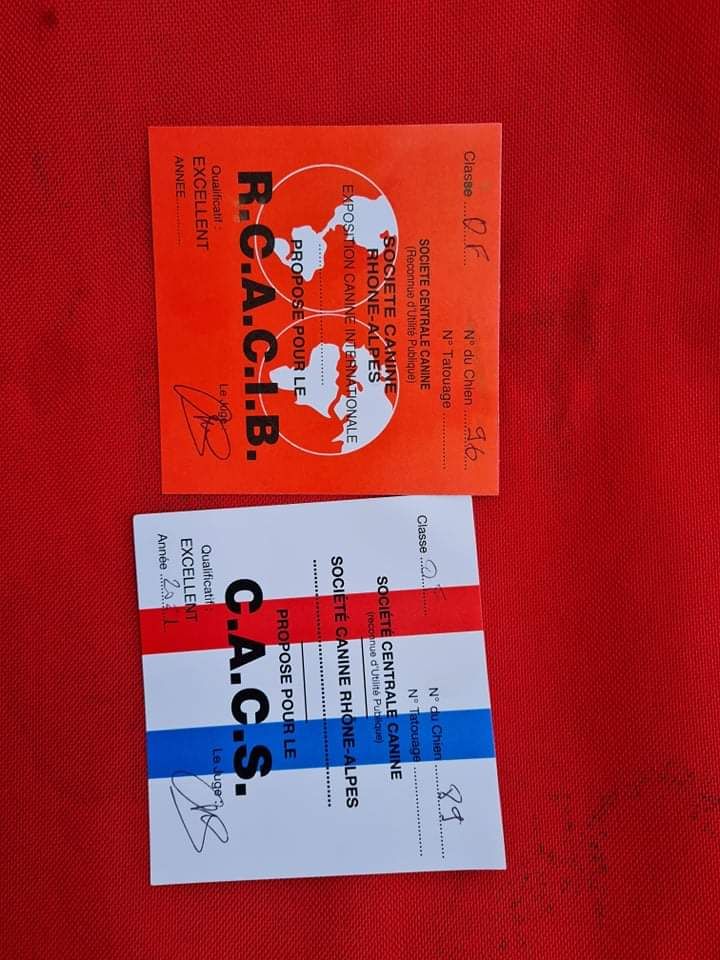 Classe ....O.F.... N° du Chien ....96....
N° Tatouage ..............
SOCIETE CENTRALE CANINE
(Reconnue d'Utilité Publique)
SOCIETE CANINE
RHÔNE-ALPES
EXPOSITION CANINE INTERNATIONALE
PROPOSE POUR LE
R.C.A.C.I.B.
Qualificatif : Le Juge:
EXCELLENT
ANNEE............
Classe ...O.F........ N° du Chien ....89....
N° Tatouage ..............
SOCIÉTÉ CENTRALE CANINE
(reconnue d'Utilité Publique)
SOCIÉTÉ CANINE RHÔNE-ALPES
PROPOSE POUR LE
C.A.C.S.
Qualificatif : Le Juge :
EXCELLENT
Année ...2021